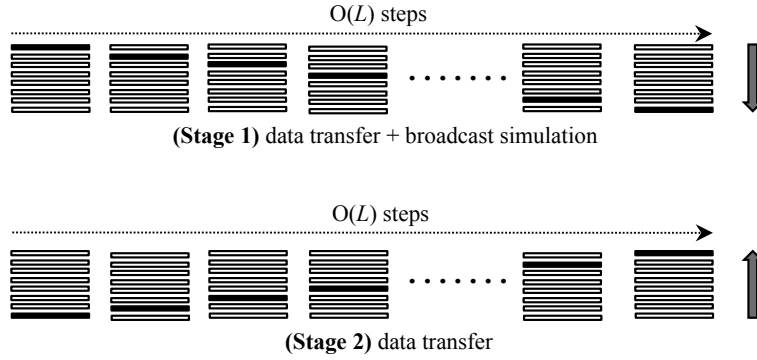 O(L) steps
(Stage 1) data transfer + broadcast simulation
O(L) steps
(Stage 2) data transfer